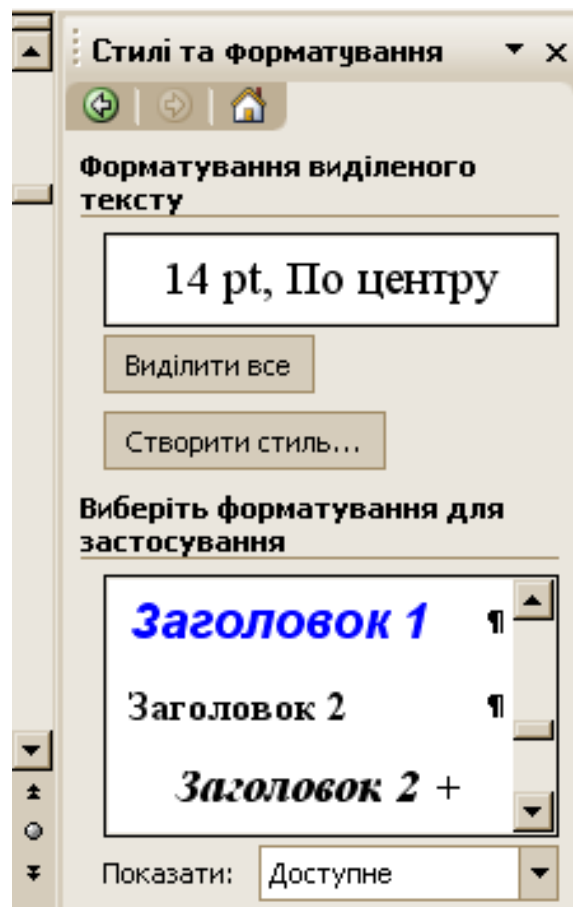 Стилі та форматування
Форматування виділеного
тексту
14 pt, По центру
Виділити все
Створити стиль...
Виберіть форматування для
застосування
Заголовок 1 ¶
Заголовок 2 ¶
Заголовок 2 +
Показати: Доступне